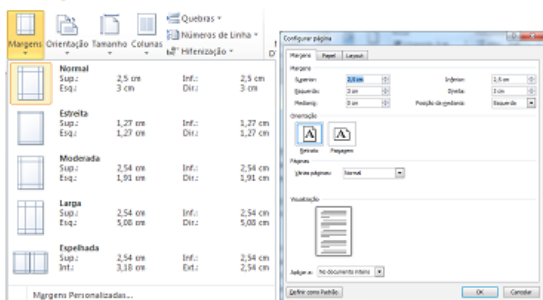 Margens Orientação Tamanho Colunas
Quebras
Números de Linha
Hifenização
Normal
Sup.: 2,5 cm Inf.: 2,5 cm
Esq.: 3 cm Dir.: 3 cm
Estreita
Sup.: 1,27 cm Inf.: 1,27 cm
Esq.: 1,27 cm Dir.: 1,27 cm
Moderada
Sup.: 2,54 cm Inf.: 2,54 cm
Esq.: 1,91 cm Dir.: 1,91 cm
Larga
Sup.: 2,54 cm Inf.: 2,54 cm
Esq.: 5,08 cm Dir.: 5,08 cm
Espelhada
Sup.: 2,54 cm Inf.: 2,54 cm
Int.: 3,18 cm Ext.: 2,54 cm
Margens Personalizadas...
Configurar página
Margens Papel Layout
Margens
Superior: 2,5 cm Inferior: 2,5 cm
Esquerda: 3 cm Direita: 3 cm
Medianiz: 0 cm Posição da medianiz: Esquerda
Orientação
Retrato Paisagem
Páginas
Várias páginas: Normal
Visualização
Aplicar a: No documento inteiro
Definir como Padrão OK Cancelar